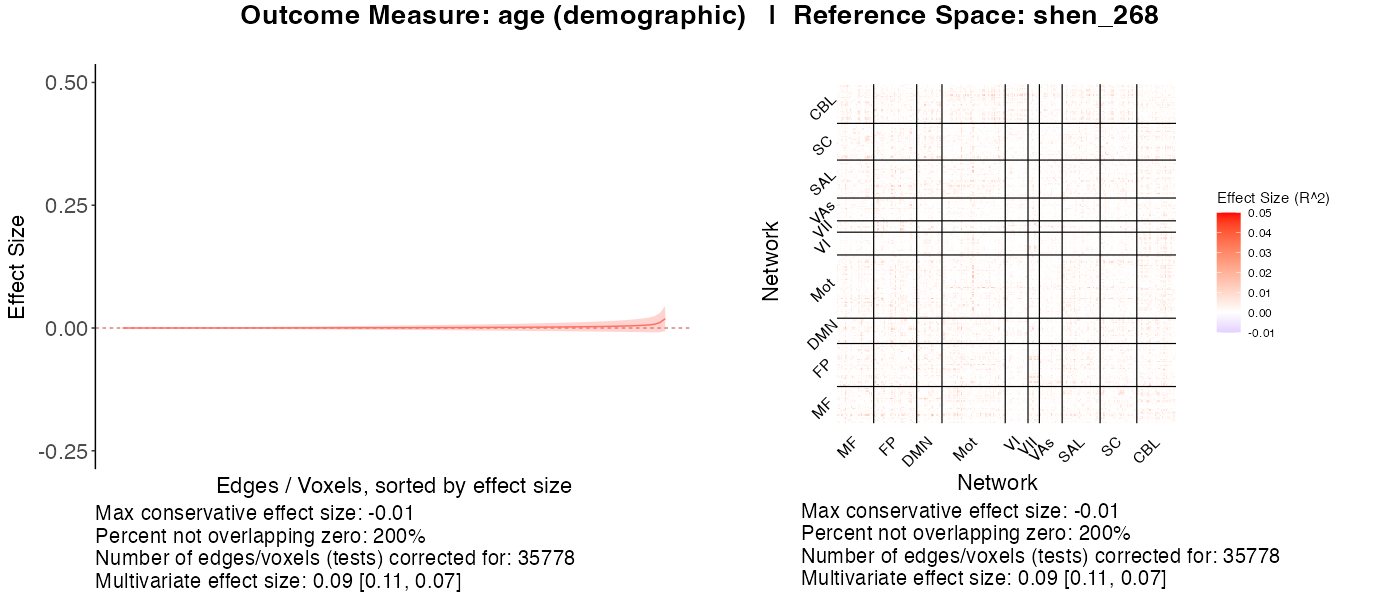 Outcome Measure: age (demographic) | Reference Space: shen_268
Effect Size
0.50
0.25
0.00
-0.25
Edges / Voxels, sorted by effect size
Max conservative effect size: -0.01
Percent not overlapping zero: 200%
Number of edges/voxels (tests) corrected for: 35778
Multivariate effect size: 0.09 [0.11, 0.07]
Network
CBL
SC
SAL
VAs
VII
VI
Mot
DMN
FP
MF
MF FP DMN Mot VI VII VAs SAL SC CBL
Network
Effect Size (R^2)
0.05
0.04
0.03
0.02
0.01
0.00
-0.01
Max conservative effect size: -0.01
Percent not overlapping zero: 200%
Number of edges/voxels (tests) corrected for: 35778
Multivariate effect size: 0.09 [0.11, 0.07]